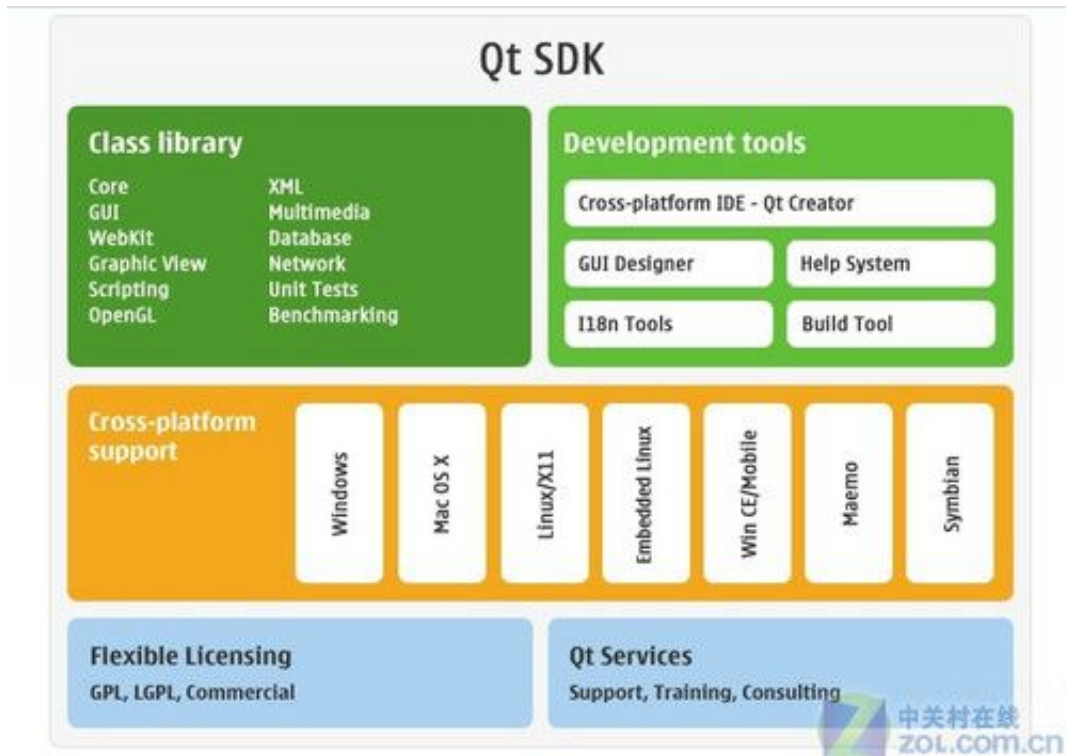 Qt SDK
Class library
Core
GUI
WebKit
Graphic View
Scripting
OpenGL
XML
Multimedia
Database
Network
Unit Tests
Benchmarking
Development tools
Cross-platform IDE - Qt Creator
GUI Designer
Help System
I18n Tools
Build Tool
Cross-platform
support
Windows
Mac OS X
Linux/X11
Embedded Linux
Win CE/Mobile
Maemo
Symbian
Flexible Licensing
GPL, LGPL, Commercial
Qt Services
Support, Training, Consulting
中关村在线
ZOL.COM.CN